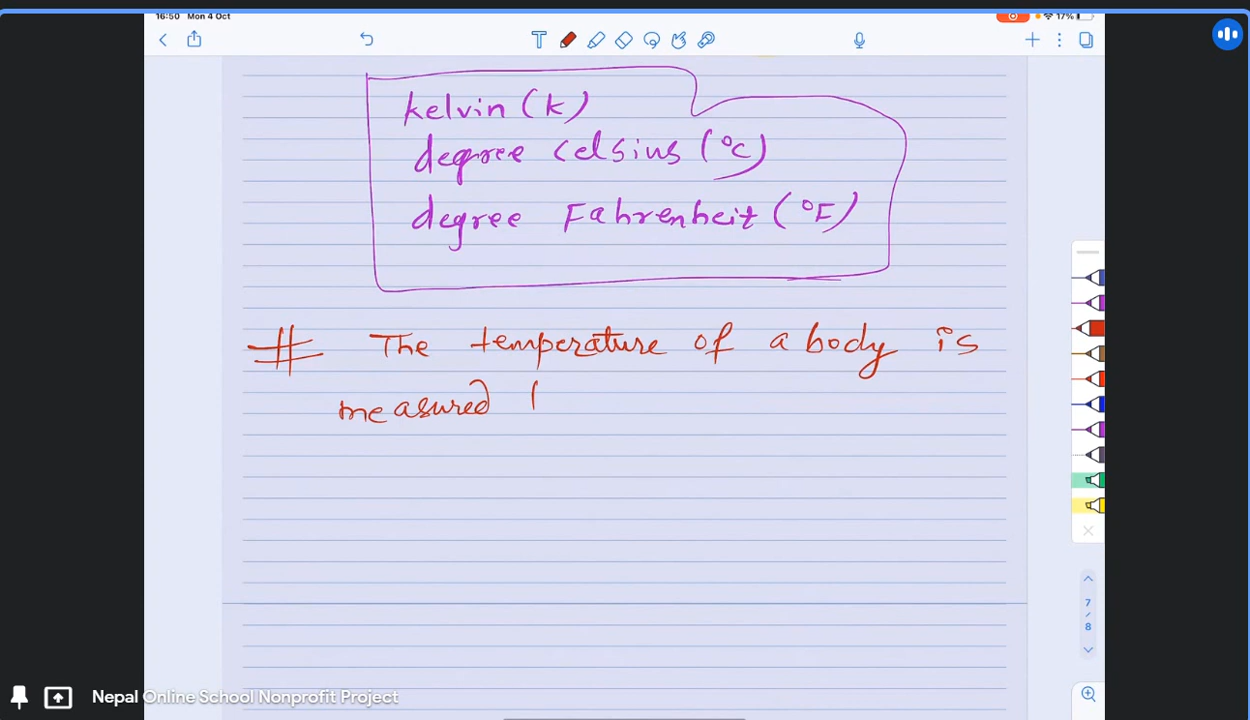 16:50 Mon 4 Oct
17%
kelvin (k)
degree celsius (°C)
degree Fahrenheit (°F)
# The temperature of a body is
measured
7
/
8
Nepal Online School Nonprofit Project